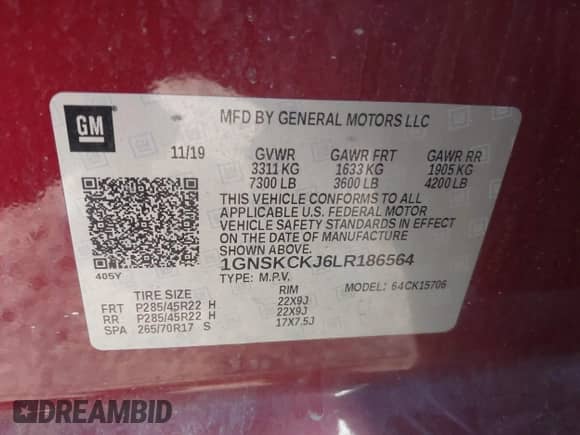 GM
MFD BY GENERAL MOTORS LLC
11/19 GVWR GAWR FRT GAWR RR
3311 KG 1633 KG 1905 KG
7300 LB 3600 LB 4200 LB
THIS VEHICLE CONFORMS TO ALL
APPLICABLE U.S. FEDERAL MOTOR
VEHICLE SAFETY STANDARDS IN EFFECT
ON THE DATE OF MANUFACTURE
SHOWN ABOVE.
1GNSKCKJ6LR186564
405Y
TYPE: M.P.V. MODEL: 64CK15706
TIRE SIZE RIM
FRT P285/45R22 H 22X9J
RR P285/45R22 H 22X9J
SPA 265/70R17 S 17X7.5J
DREAMBID